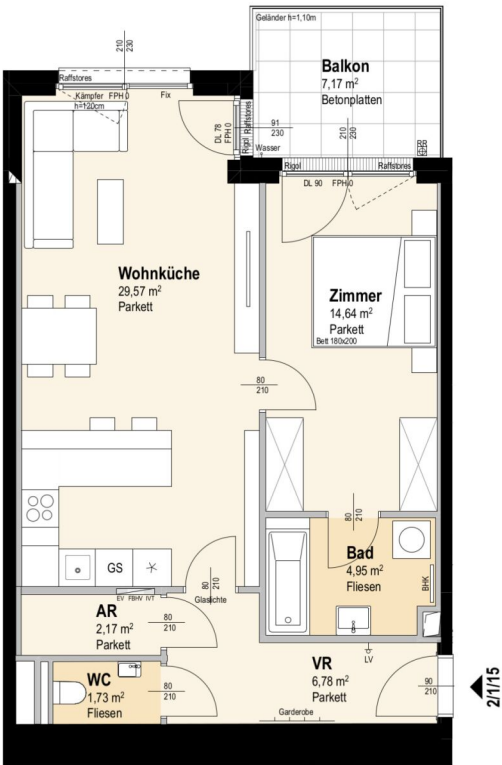 Geländer h=1,10m
Balkon
7,17 m²
Betonplatten
210
230
Raffstores
Kämpfer FPH 0
h=120cm
Fix
DL 78
FPH 0
Rigol Raffstores
91
230
210
230
Wasser
Rigol
Raffstores
DL 90 FPH 0
Wohnküche
29,57 m²
Parkett
Zimmer
14,64 m²
Parkett
Bett 180x200
80
210
80
210
Bad
4,95 m²
Fliesen
BHK
GS
EV FBHV IVT
80
210
Glaslichte
AR
2,17 m²
Parkett
80
210
LV
VR
6,78 m²
Parkett
90
210
2/1/15
WC
1,73 m²
Fliesen
80
210
Garderobe